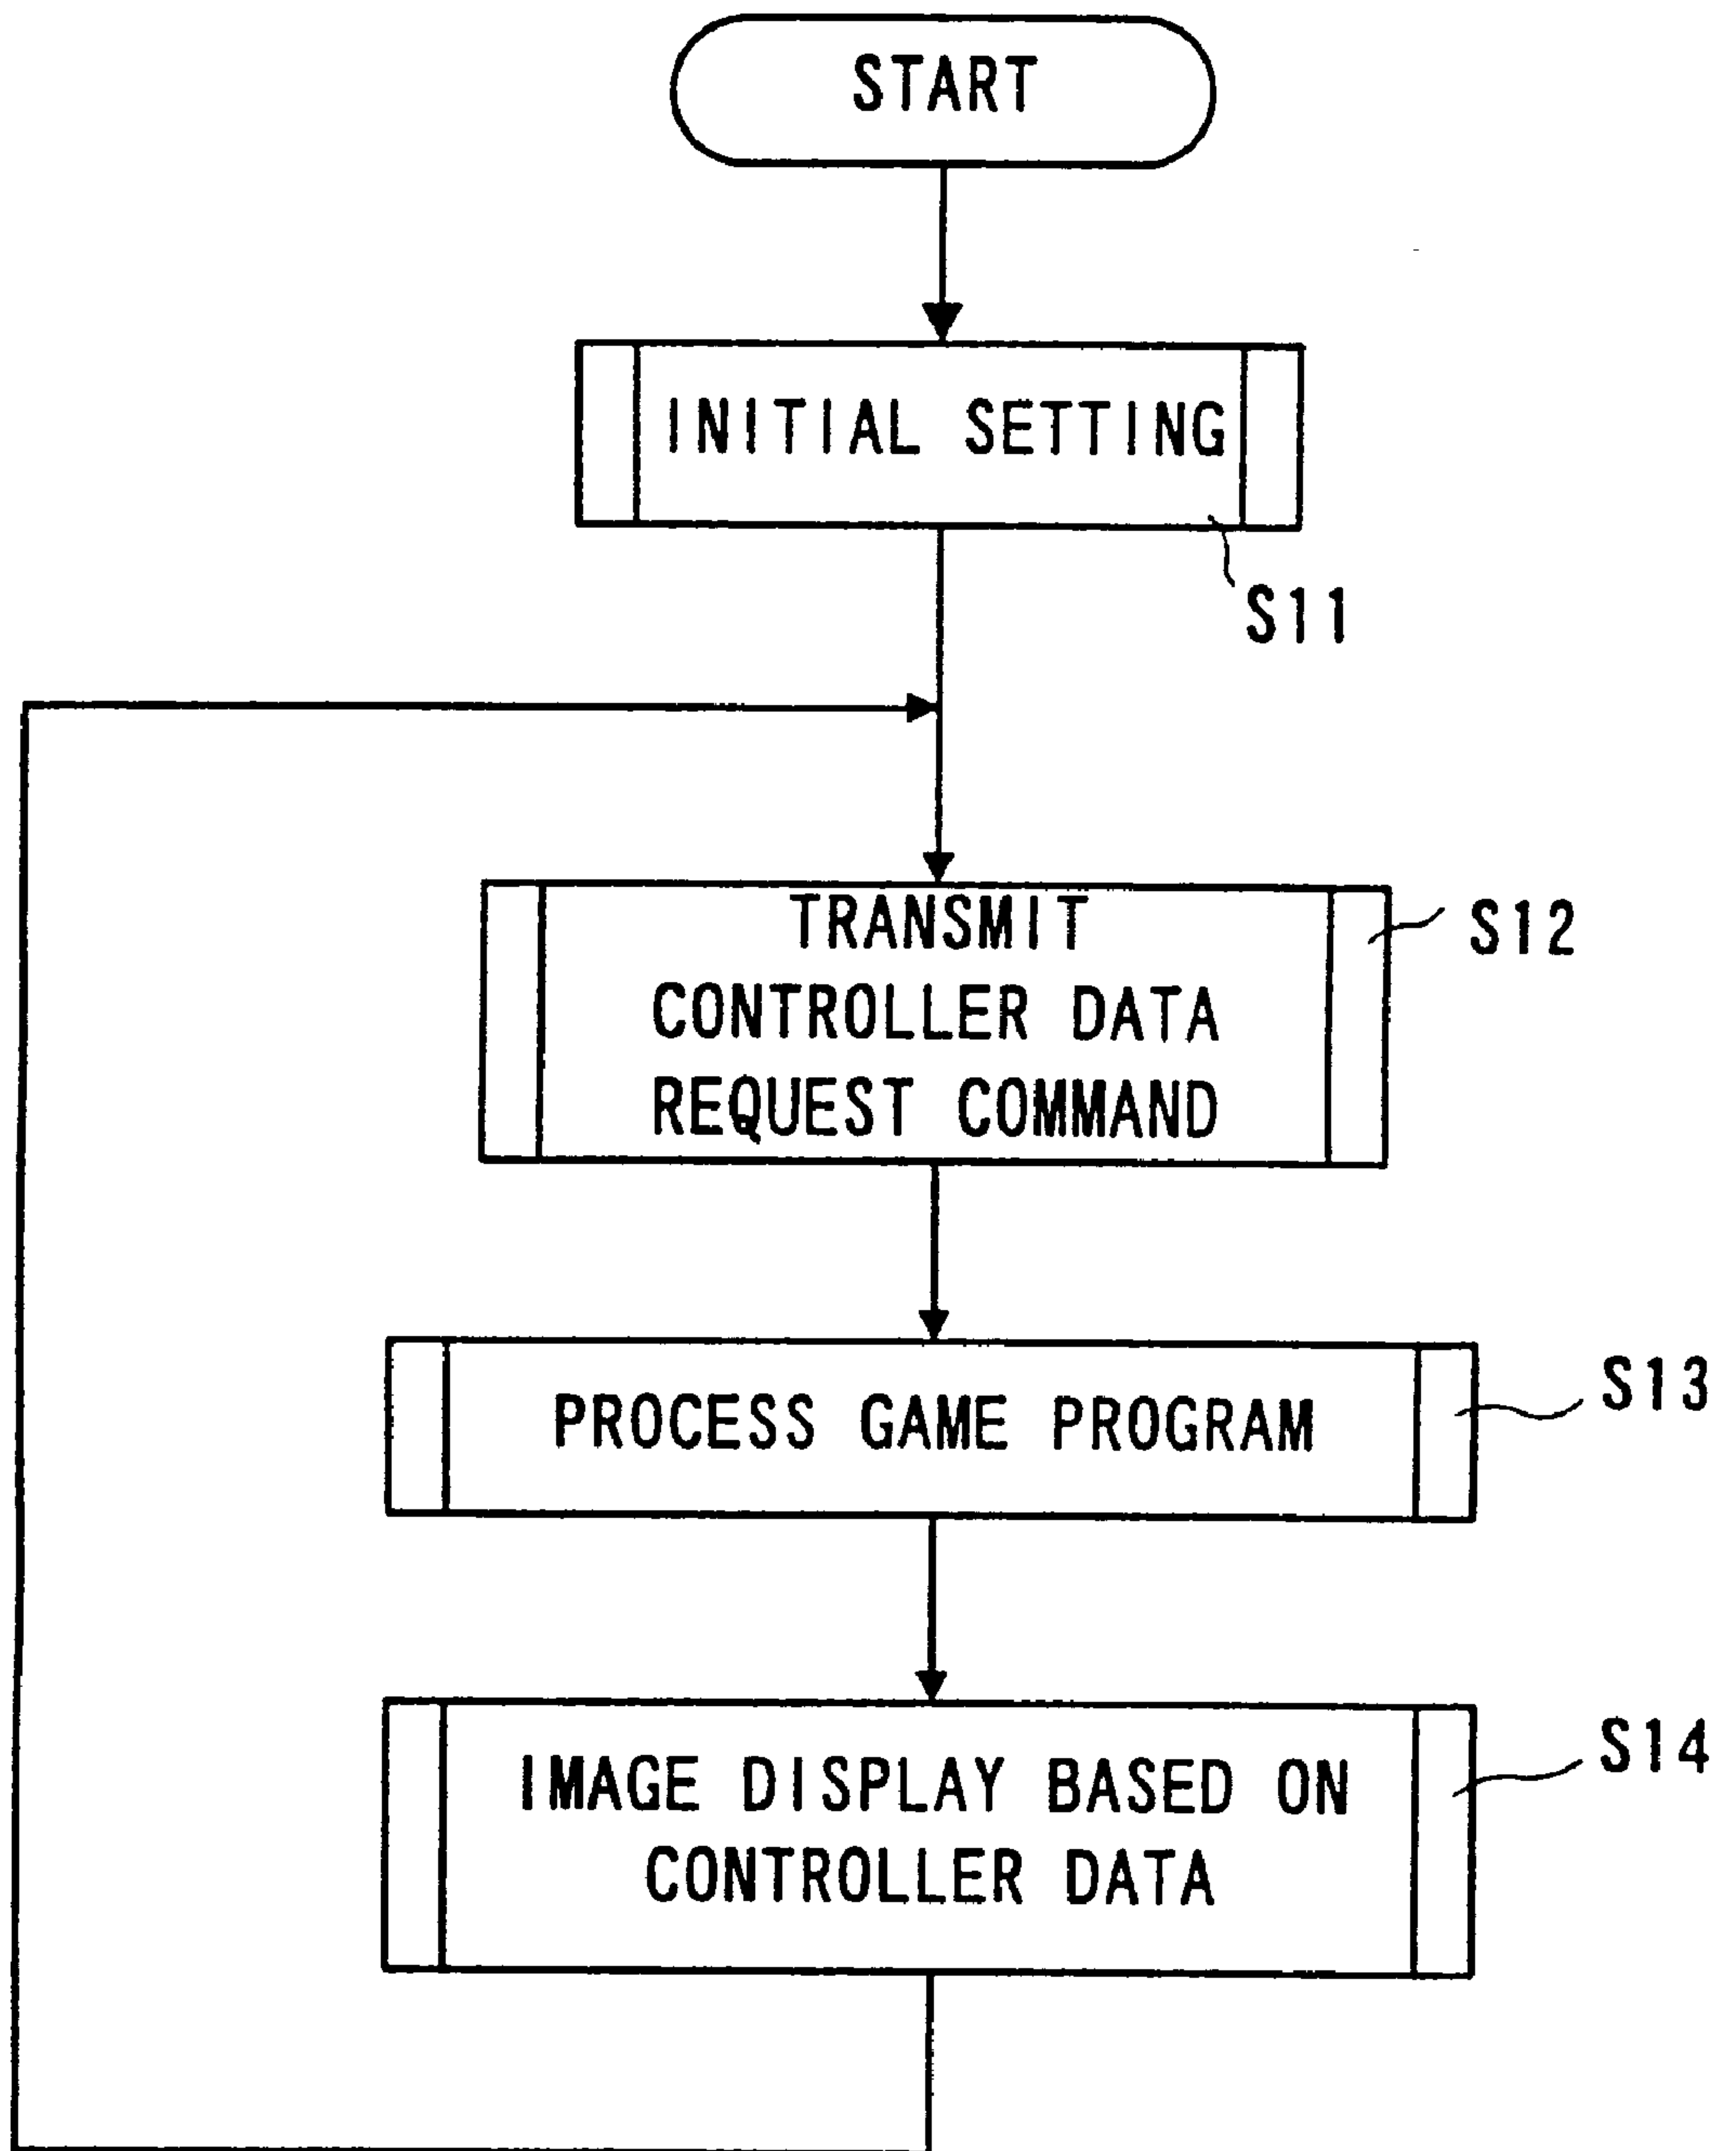 START
INITIAL SETTING
S11
TRANSMIT
CONTROLLER DATA
REQUEST COMMAND
S12
PROCESS GAME PROGRAM
S13
IMAGE DISPLAY BASED ON
CONTROLLER DATA
S14